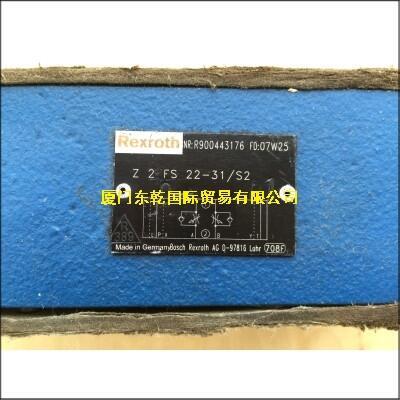 Rexroth NR:R900443176 FD:07W25
Z 2 FS 22-31/S2
厦门东乾国际贸易有限公司
P A B Y T
Made in Germany Bosch Rexroth AG D-97816 Lohr 708F